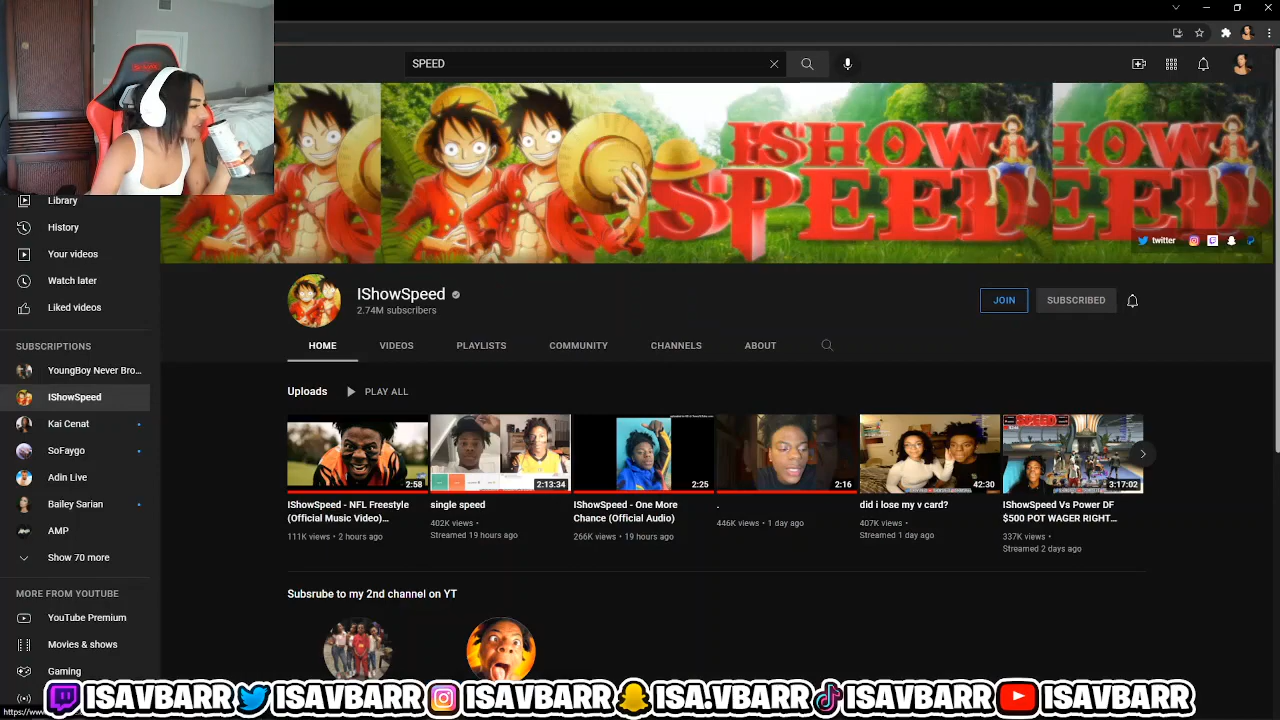 SPEED
ISHOW
ISHOW
SPEED
PEED
twitter
Library
History
Your videos
Watch later
Liked videos
SUBSCRIPTIONS
YoungBoy Never Bro...
IShowSpeed
Kai Cenat
SoFaygo
Adin Live
Bailey Sarian
AMP
Show 70 more
MORE FROM YOUTUBE
YouTube Premium
Movies & shows
Gaming
IShowSpeed
2.74M subscribers
JOIN
SUBSCRIBED
HOME VIDEOS PLAYLISTS COMMUNITY CHANNELS ABOUT
Uploads PLAY ALL
2:58
IShowSpeed - NFL Freestyle
(Official Music Video)...
111K views • 2 hours ago
2:13:34
single speed
402K views •
Streamed 19 hours ago
2:25
IShowSpeed - One More
Chance (Official Audio)
266K views • 19 hours ago
2:16
.
446K views • 1 day ago
42:30
did i lose my v card?
407K views •
Streamed 1 day ago
3:17:02
IShowSpeed Vs Power DF
$500 POT WAGER RIGHT...
337K views •
Streamed 2 days ago
Subsrube to my 2nd channel on YT
ISAVBARR ISAVBARR ISAVBARR ISA.VBARR ISAVBARR ISAVBARR